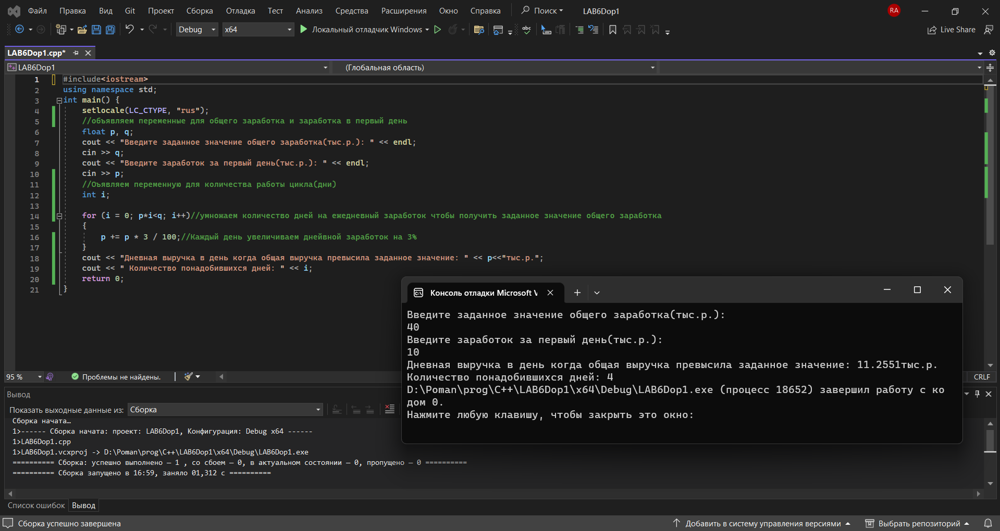 Файл Правка Вид Git Проект Сборка Отладка Тест Анализ Средства Расширения Окно Справка Поиск LAB6Dop1 RA
Debug x64 Локальный отладчик Windows abc Live Share
LAB6Dop1.cpp*
LAB6Dop1 (Глобальная область)
1 #include<iostream>
2 using namespace std;
3 int main() {
4 setlocale(LC_CTYPE, "rus");
5 //объявляем переменные для общего заработка и заработка в первый день
6 float p, q;
7 cout << "Введите заданное значение общего заработка(тыс.р.): " << endl;
8 cin >> q;
9 cout << "Введите заработок за первый день(тыс.р.): " << endl;
10 cin >> p;
11 //Оъявляем переменную для количества работы цикла(дни)
12 int i;
13
14 for (i = 0; p*i<q; i++)//умножаем количество дней на ежедневный заработок чтобы получить заданное значение общего заработка
15 {
16 p += p * 3 / 100;//Каждый день увеличиваем днейвной заработок на 3%
17 }
18 cout << "Дневная выручка в день когда общая выручка превысила заданное значение: " << p<<"тыс.р.";
19 cout << " Количество понадобившихся дней: " << i;
20 return 0;
21 }
Консоль отладки Microsoft V
Введите заданное значение общего заработка(тыс.р.):
40
Введите заработок за первый день(тыс.р.):
10
Дневная выручка в день когда общая выручка превысила заданное значение: 11.2551тыс.р.
Количество понадобившихся дней: 4
D:\Poman\prog\C++\LAB6Dop1\x64\Debug\LAB6Dop1.exe (процесс 18652) завершил работу с ко
дом 0.
Нажмите любую клавишу, чтобы закрыть это окно:
95 % Проблемы не найдены. CRLF
Вывод
Показать выходные данные из: Сборка
Сборка начата…
1>------ Сборка начата: проект: LAB6Dop1, Конфигурация: Debug x64 ------
1>LAB6Dop1.cpp
1>LAB6Dop1.vcxproj -> D:\Poman\prog\C++\LAB6Dop1\x64\Debug\LAB6Dop1.exe
========== Сборка: успешно выполнено — 1 , со сбоем — 0, в актуальном состоянии — 0, пропущено — 0 ==========
========== Сборка запущено в 16:59, заняло 01,312 с ==========
Список ошибок Вывод
Сборка успешно завершена Добавить в систему управления версиями Выбрать репозиторий